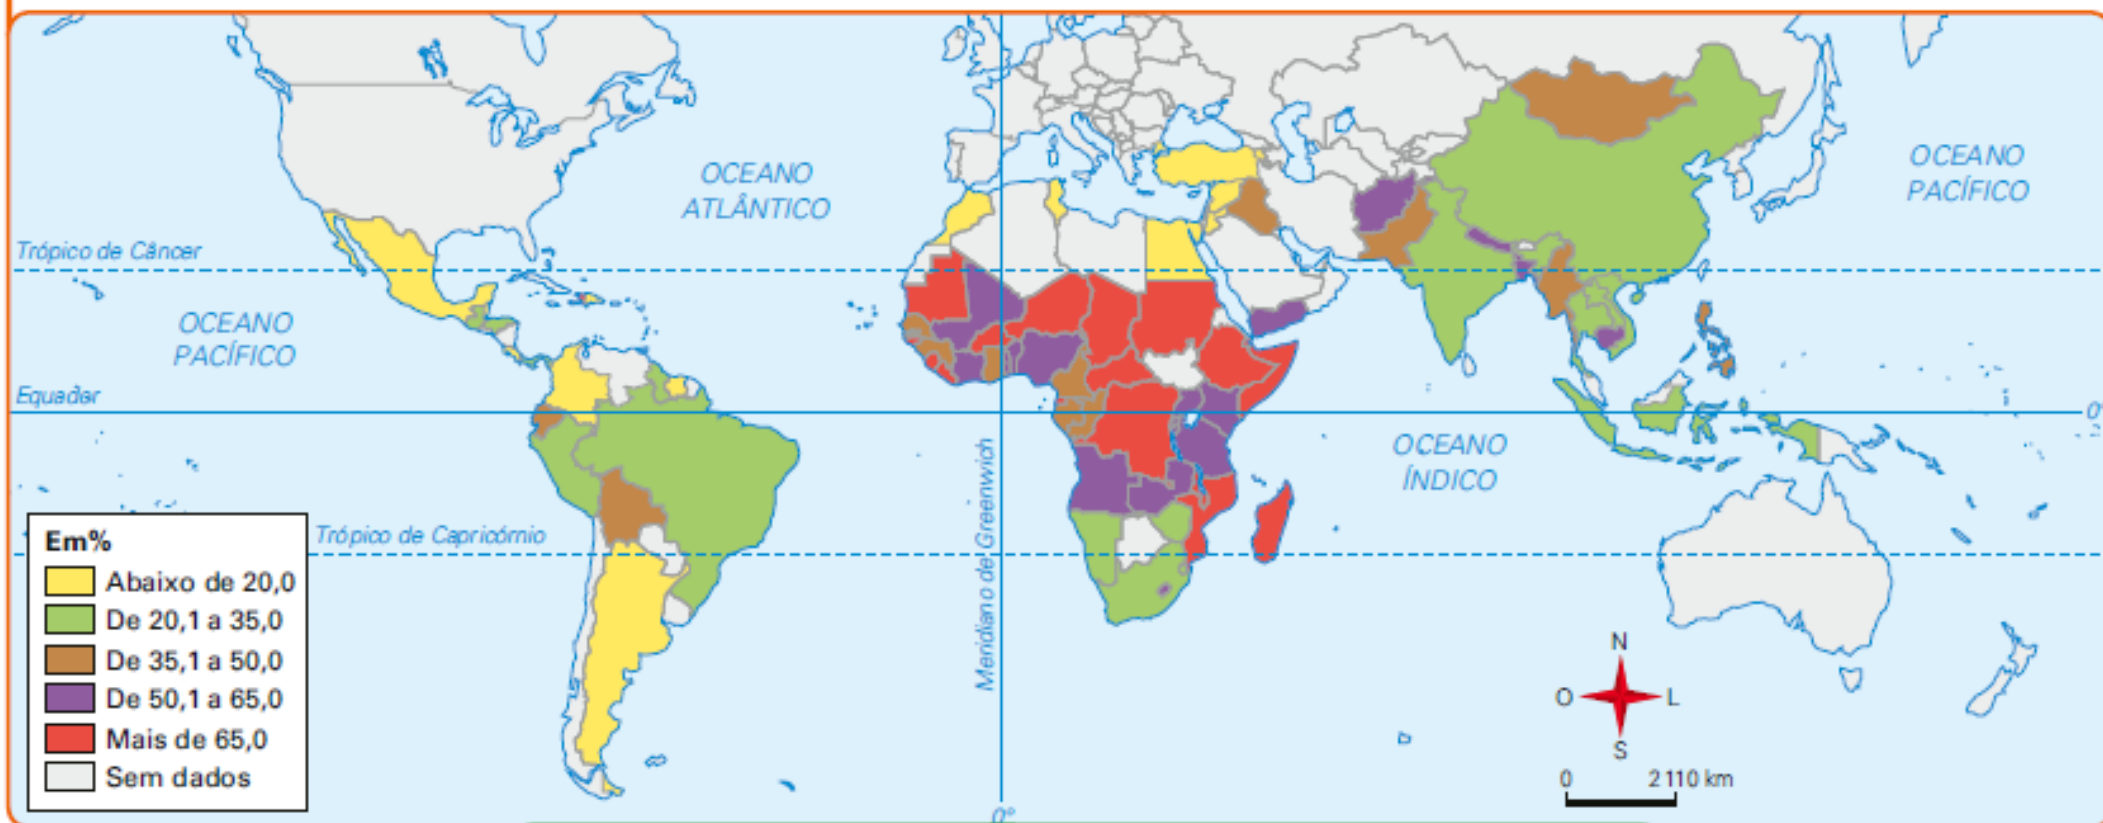 OCEANO
ATLÂNTICO
OCEANO
PACÍFICO
Trópico de Câncer
OCEANO
PACÍFICO
Equador
0°
OCEANO
ÍNDICO
Meridiano de Greenwich
Trópico de Capricórnio
Em%
Abaixo de 20,0
De 20,1 a 35,0
De 35,1 a 50,0
De 50,1 a 65,0
Mais de 65,0
Sem dados
N
O
L
S
0
2 110 km
0°